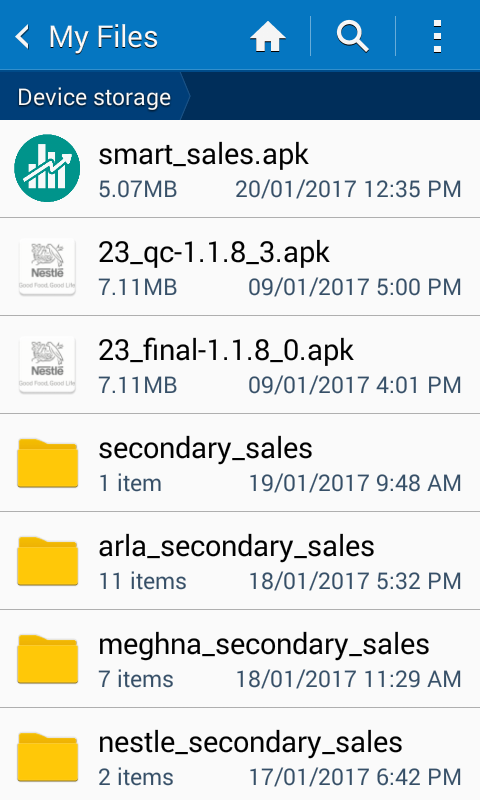 My Files
Device storage
smart_sales.apk
5.07MB 20/01/2017 12:35 PM
Nestlé
Good Food, Good Life
23_qc-1.1.8_3.apk
7.11MB 09/01/2017 5:00 PM
Nestlé
Good Food, Good Life
23_final-1.1.8_0.apk
7.11MB 09/01/2017 4:01 PM
secondary_sales
1 item 19/01/2017 9:48 AM
arla_secondary_sales
11 items 18/01/2017 5:32 PM
meghna_secondary_sales
7 items 18/01/2017 11:29 AM
nestle_secondary_sales
2 items 17/01/2017 6:42 PM